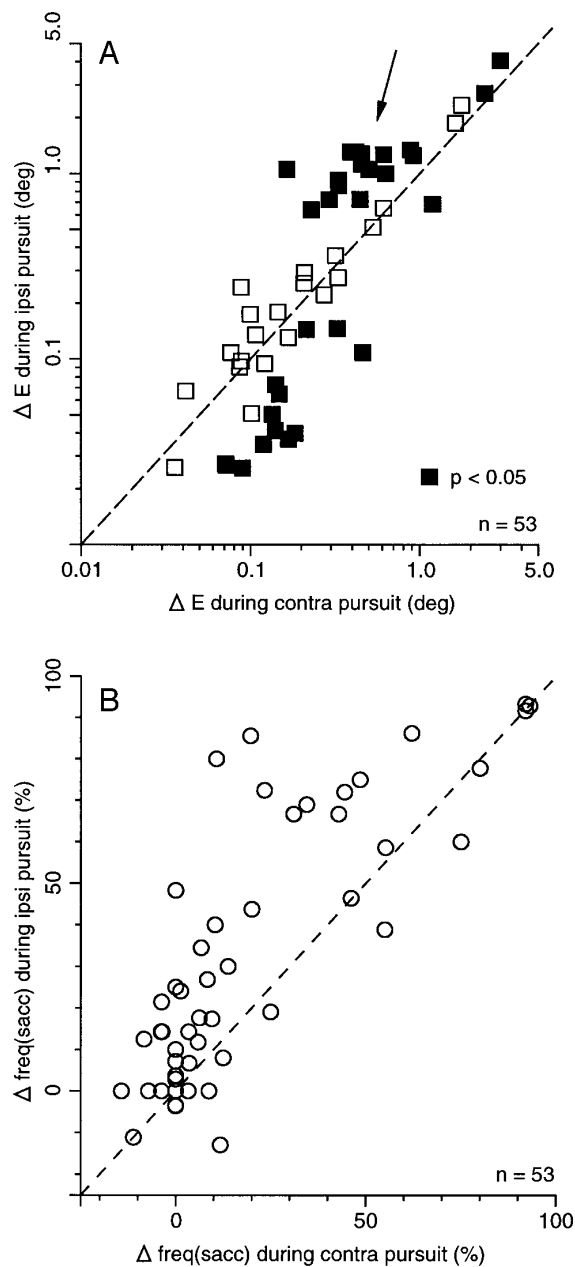 A
5.0
1.0
0.1
Δ E during ipsi pursuit (deg)
p < 0.05
n = 53
0.01 0.1 1.0 5.0
Δ E during contra pursuit (deg)
B
100
50
0
Δ freq(sacc) during ipsi pursuit (%)
n = 53
0 50 100
Δ freq(sacc) during contra pursuit (%)